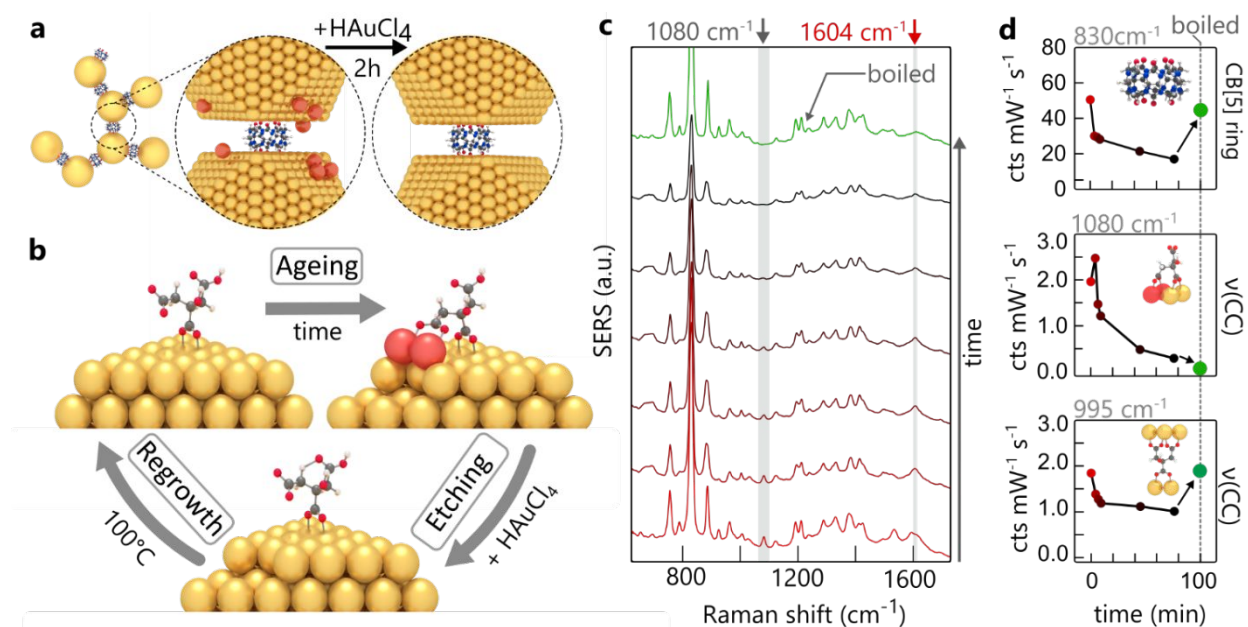 a
+HAuCl4
2h
b
Ageing
time
Regrowth
100°C
Etching
+ HAuCl4
c
1080 cm⁻¹
1604 cm⁻¹
boiled
SERS (a.u.)
time
800
1200
1600
Raman shift (cm⁻¹)
d
boiled
830cm⁻¹
80
60
40
20
0
cts mW⁻¹ s⁻¹
CB[5] ring
1080 cm⁻¹
3.0
2.0
1.0
0.0
cts mW⁻¹ s⁻¹
ν(CC)
995 cm⁻¹
3.0
2.0
1.0
0.0
cts mW⁻¹ s⁻¹
ν(CC)
0
100
time (min)